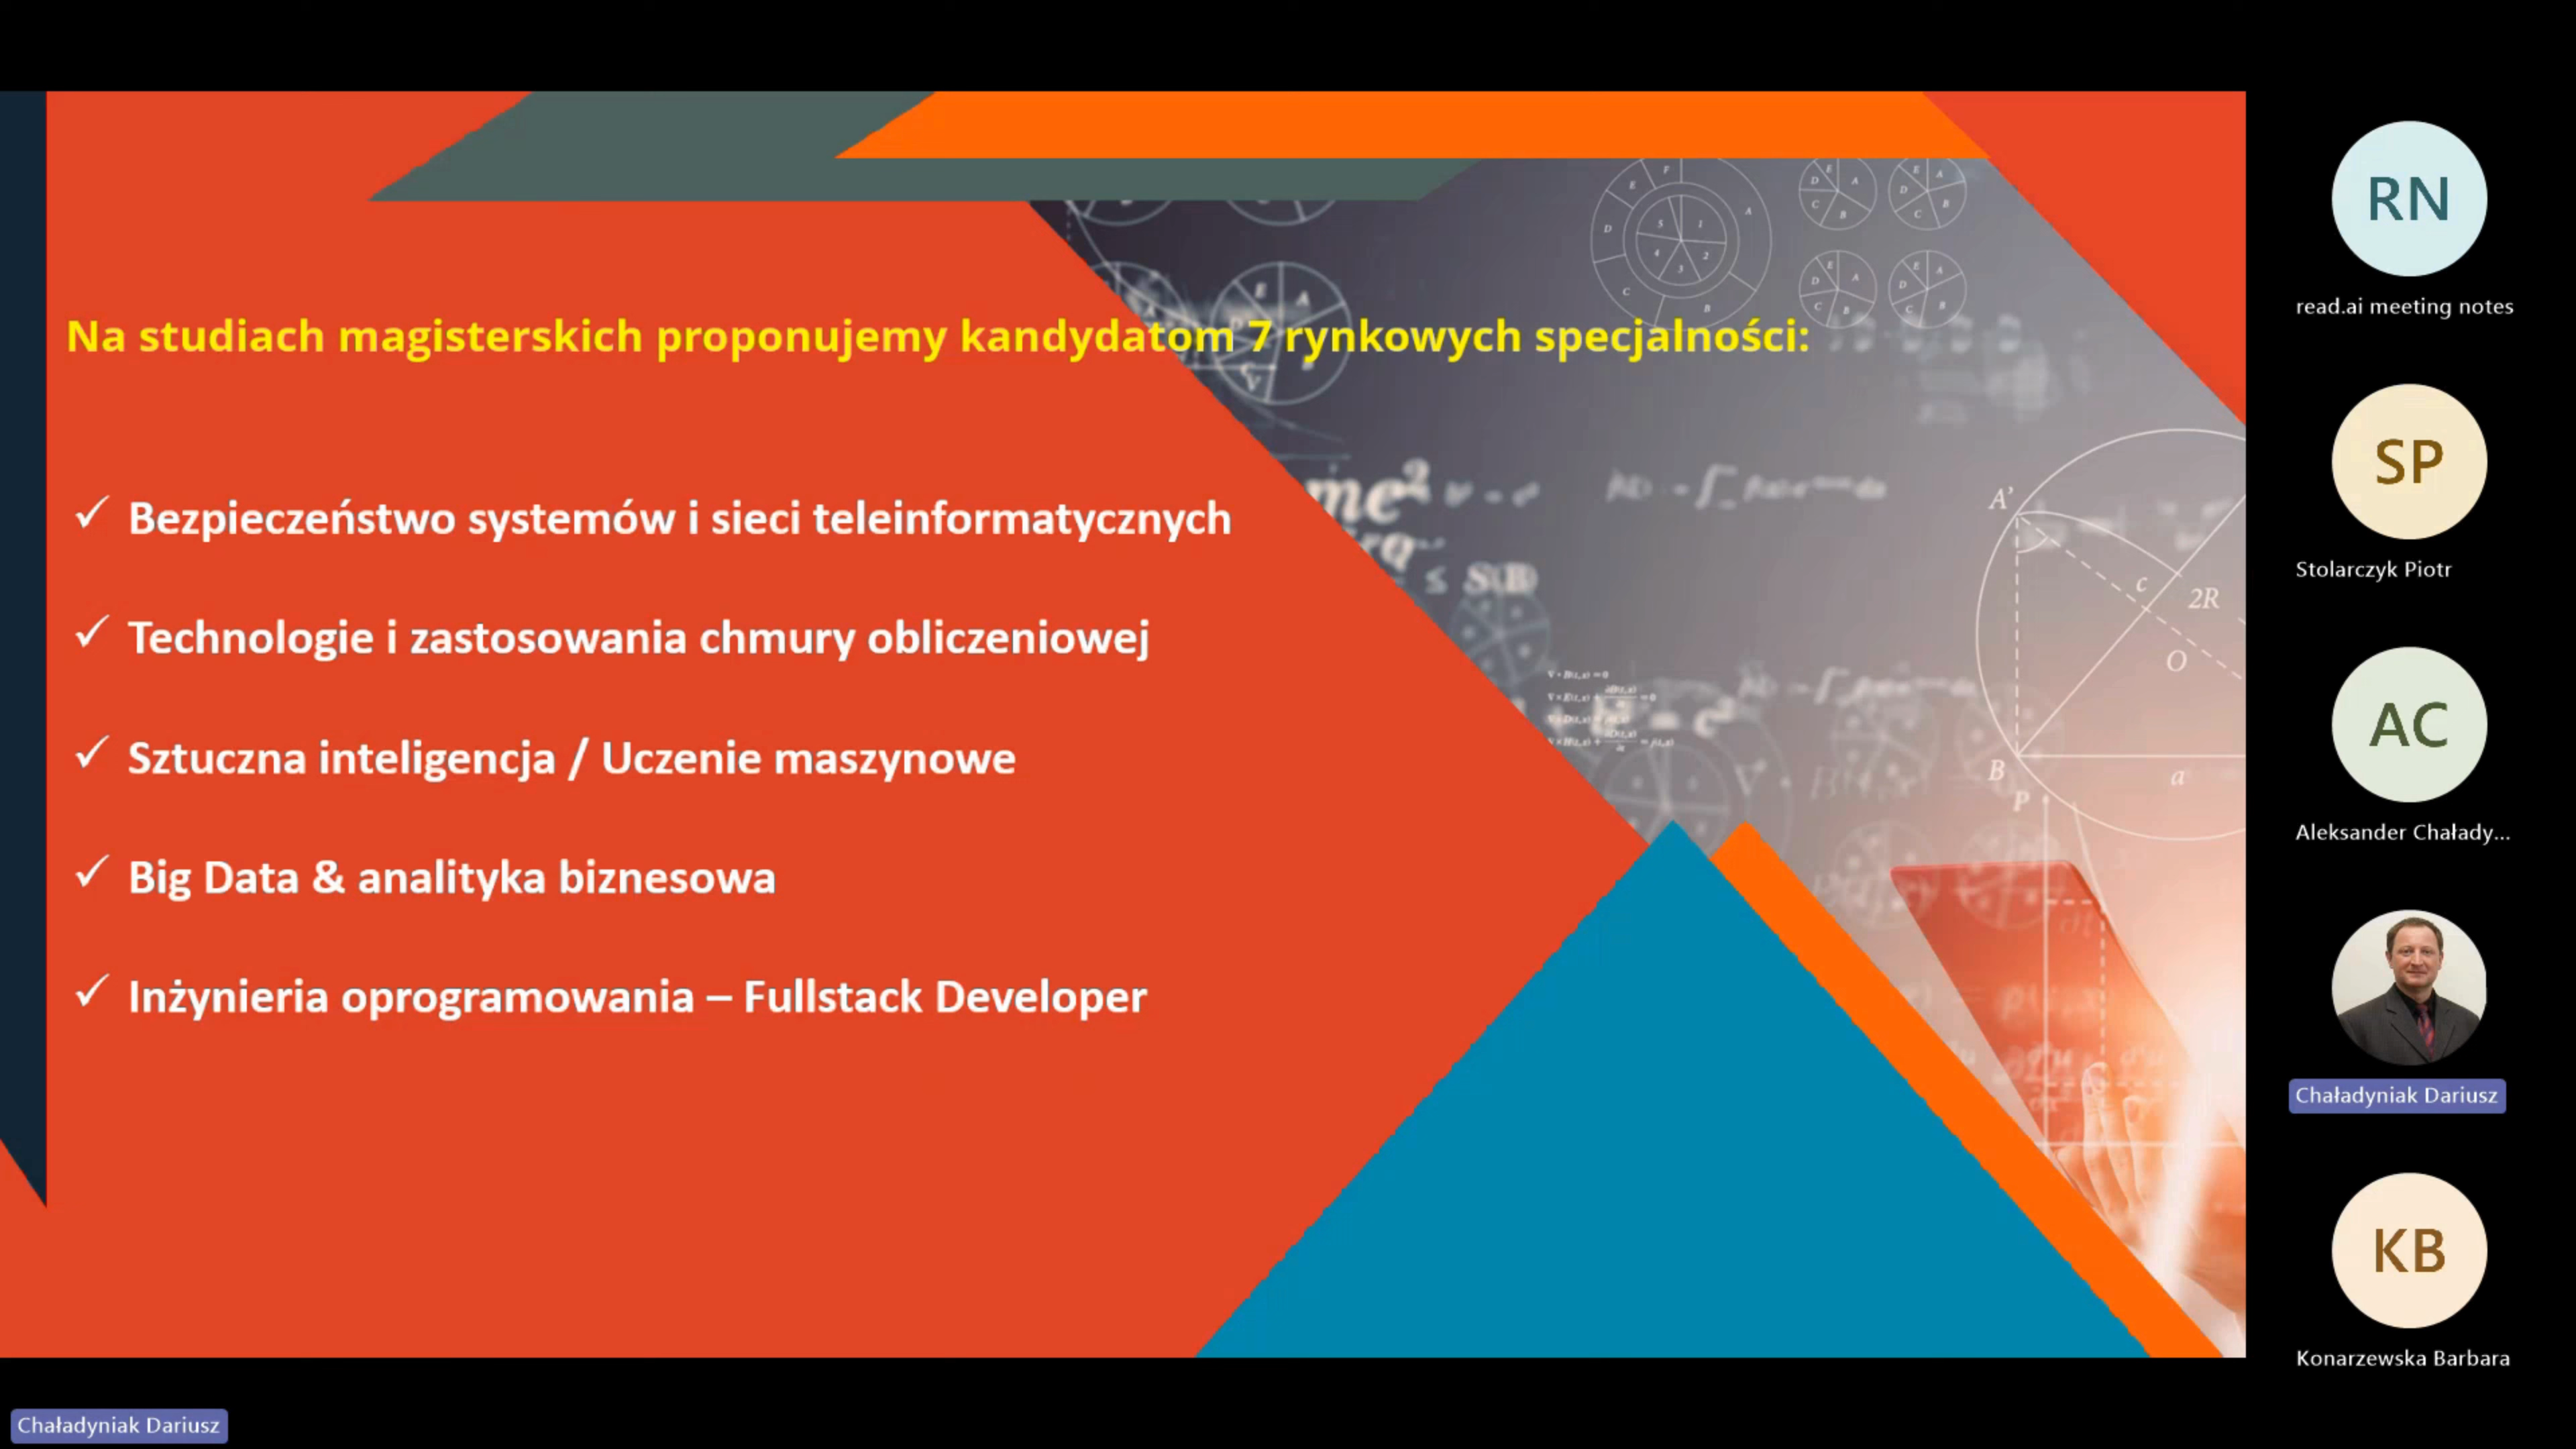 Na studiach magisterskich proponujemy kandydatom 7 rynkowych specjalności:
✓ Bezpieczeństwo systemów i sieci teleinformatycznych
✓ Technologie i zastosowania chmury obliczeniowej
✓ Sztuczna inteligencja / Uczenie maszynowe
✓ Big Data & analityka biznesowa
✓ Inżynieria oprogramowania – Fullstack Developer
RN
read.ai meeting notes
SP
Stolarczyk Piotr
AC
Aleksander Chałady...
Chaładyniak Dariusz
KB
Konarzewska Barbara
Chaładyniak Dariusz